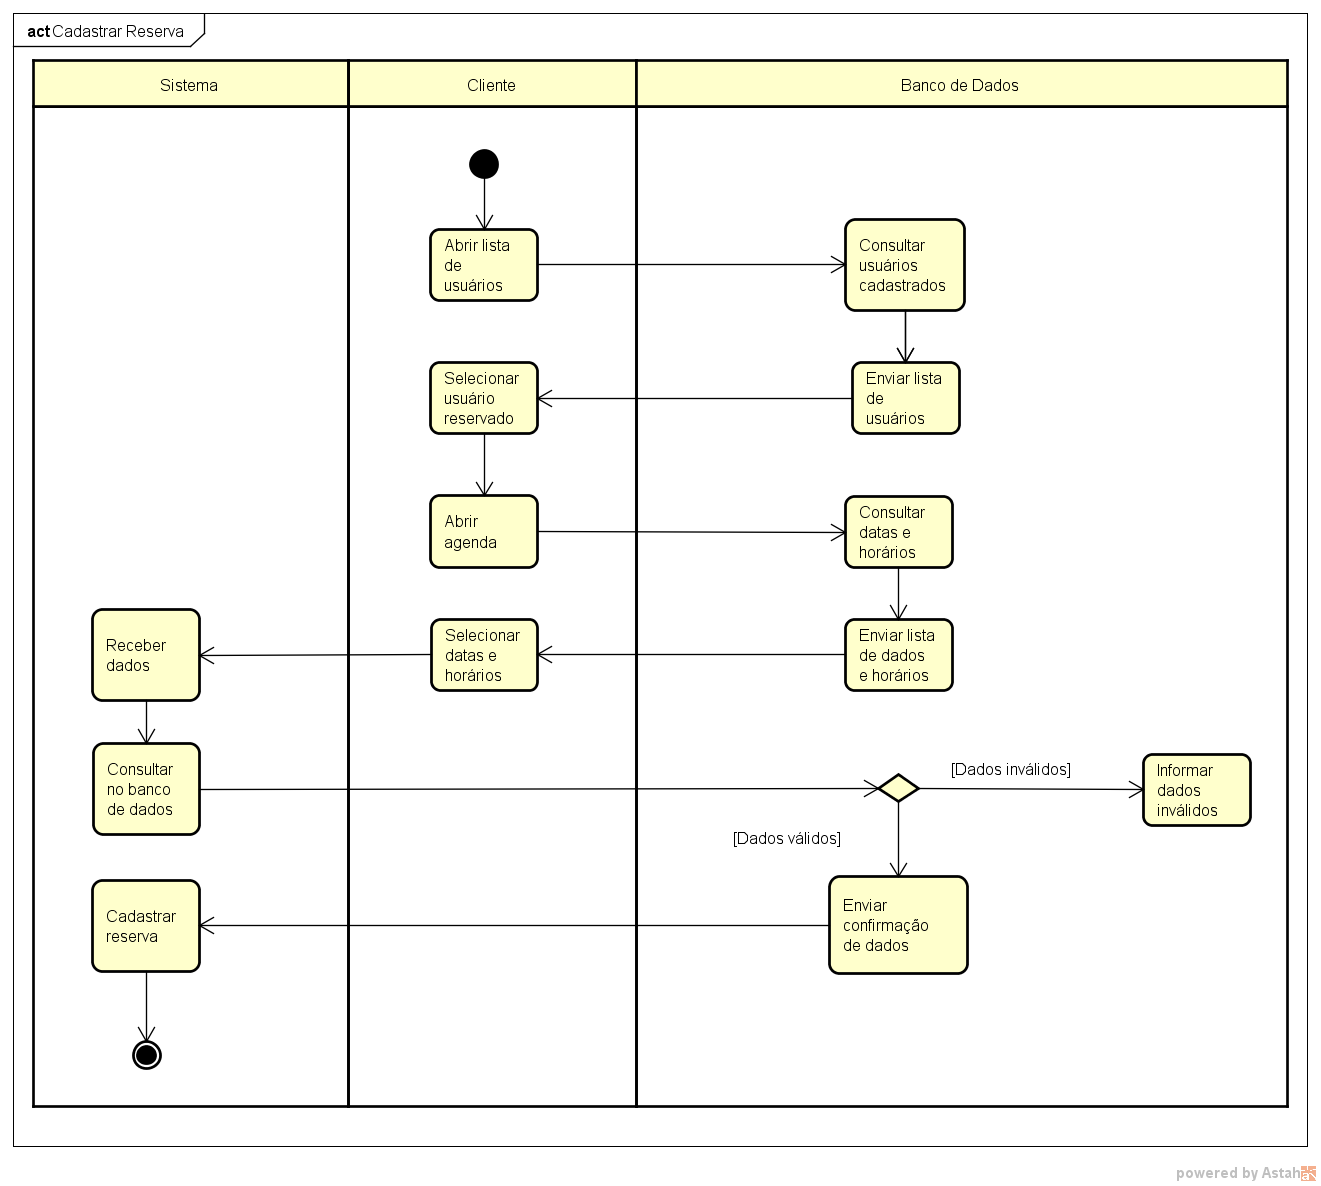 act Cadastrar Reserva
Sistema
Cliente
Banco de Dados
Abrir lista
de
usuários
Consultar
usuários
cadastrados
Selecionar
usuário
reservado
Enviar lista
de
usuários
Abrir
agenda
Consultar
datas e
horários
Receber
dados
Selecionar
datas e
horários
Enviar lista
de dados
e horários
Consultar
no banco
de dados
[Dados inválidos]
Informar
dados
inválidos
[Dados válidos]
Cadastrar
reserva
Enviar
confirmação
de dados
powered by Astah